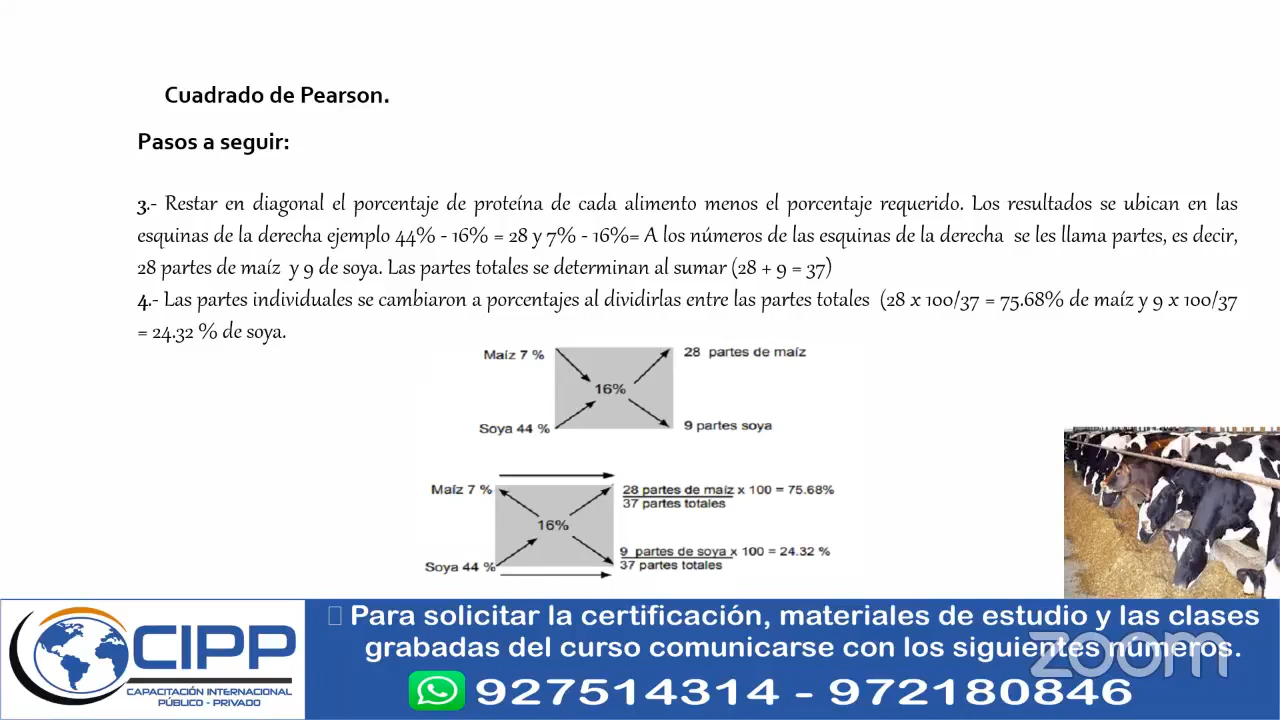 Cuadrado de Pearson.
Pasos a seguir:
3.- Restar en diagonal el porcentaje de proteína de cada alimento menos el porcentaje requerido. Los resultados se ubican en las
esquinas de la derecha ejemplo 44% - 16% = 28 y 7% - 16%= A los números de las esquinas de la derecha se les llama partes, es decir,
28 partes de maíz y 9 de soya. Las partes totales se determinan al sumar (28 + 9 = 37)
4.- Las partes individuales se cambiaron a porcentajes al dividirlas entre las partes totales (28 x 100/37 = 75.68% de maíz y 9 x 100/37
= 24.32 % de soya.
Maíz 7 %
28 partes de maíz
16%
Soya 44 %
9 partes soya
Maíz 7 %
28 partes de maíz x 100 = 75.68%
37 partes totales
16%
9 partes de soya x 100 = 24.32 %
37 partes totales
Soya 44 %
CIPP
CAPACITACIÓN INTERNACIONAL
PÚBLICO - PRIVADO
Para solicitar la certificación, materiales de estudio y las clases
grabadas del curso comunicarse con los siguientes números.
927514314 - 972180846
zoom